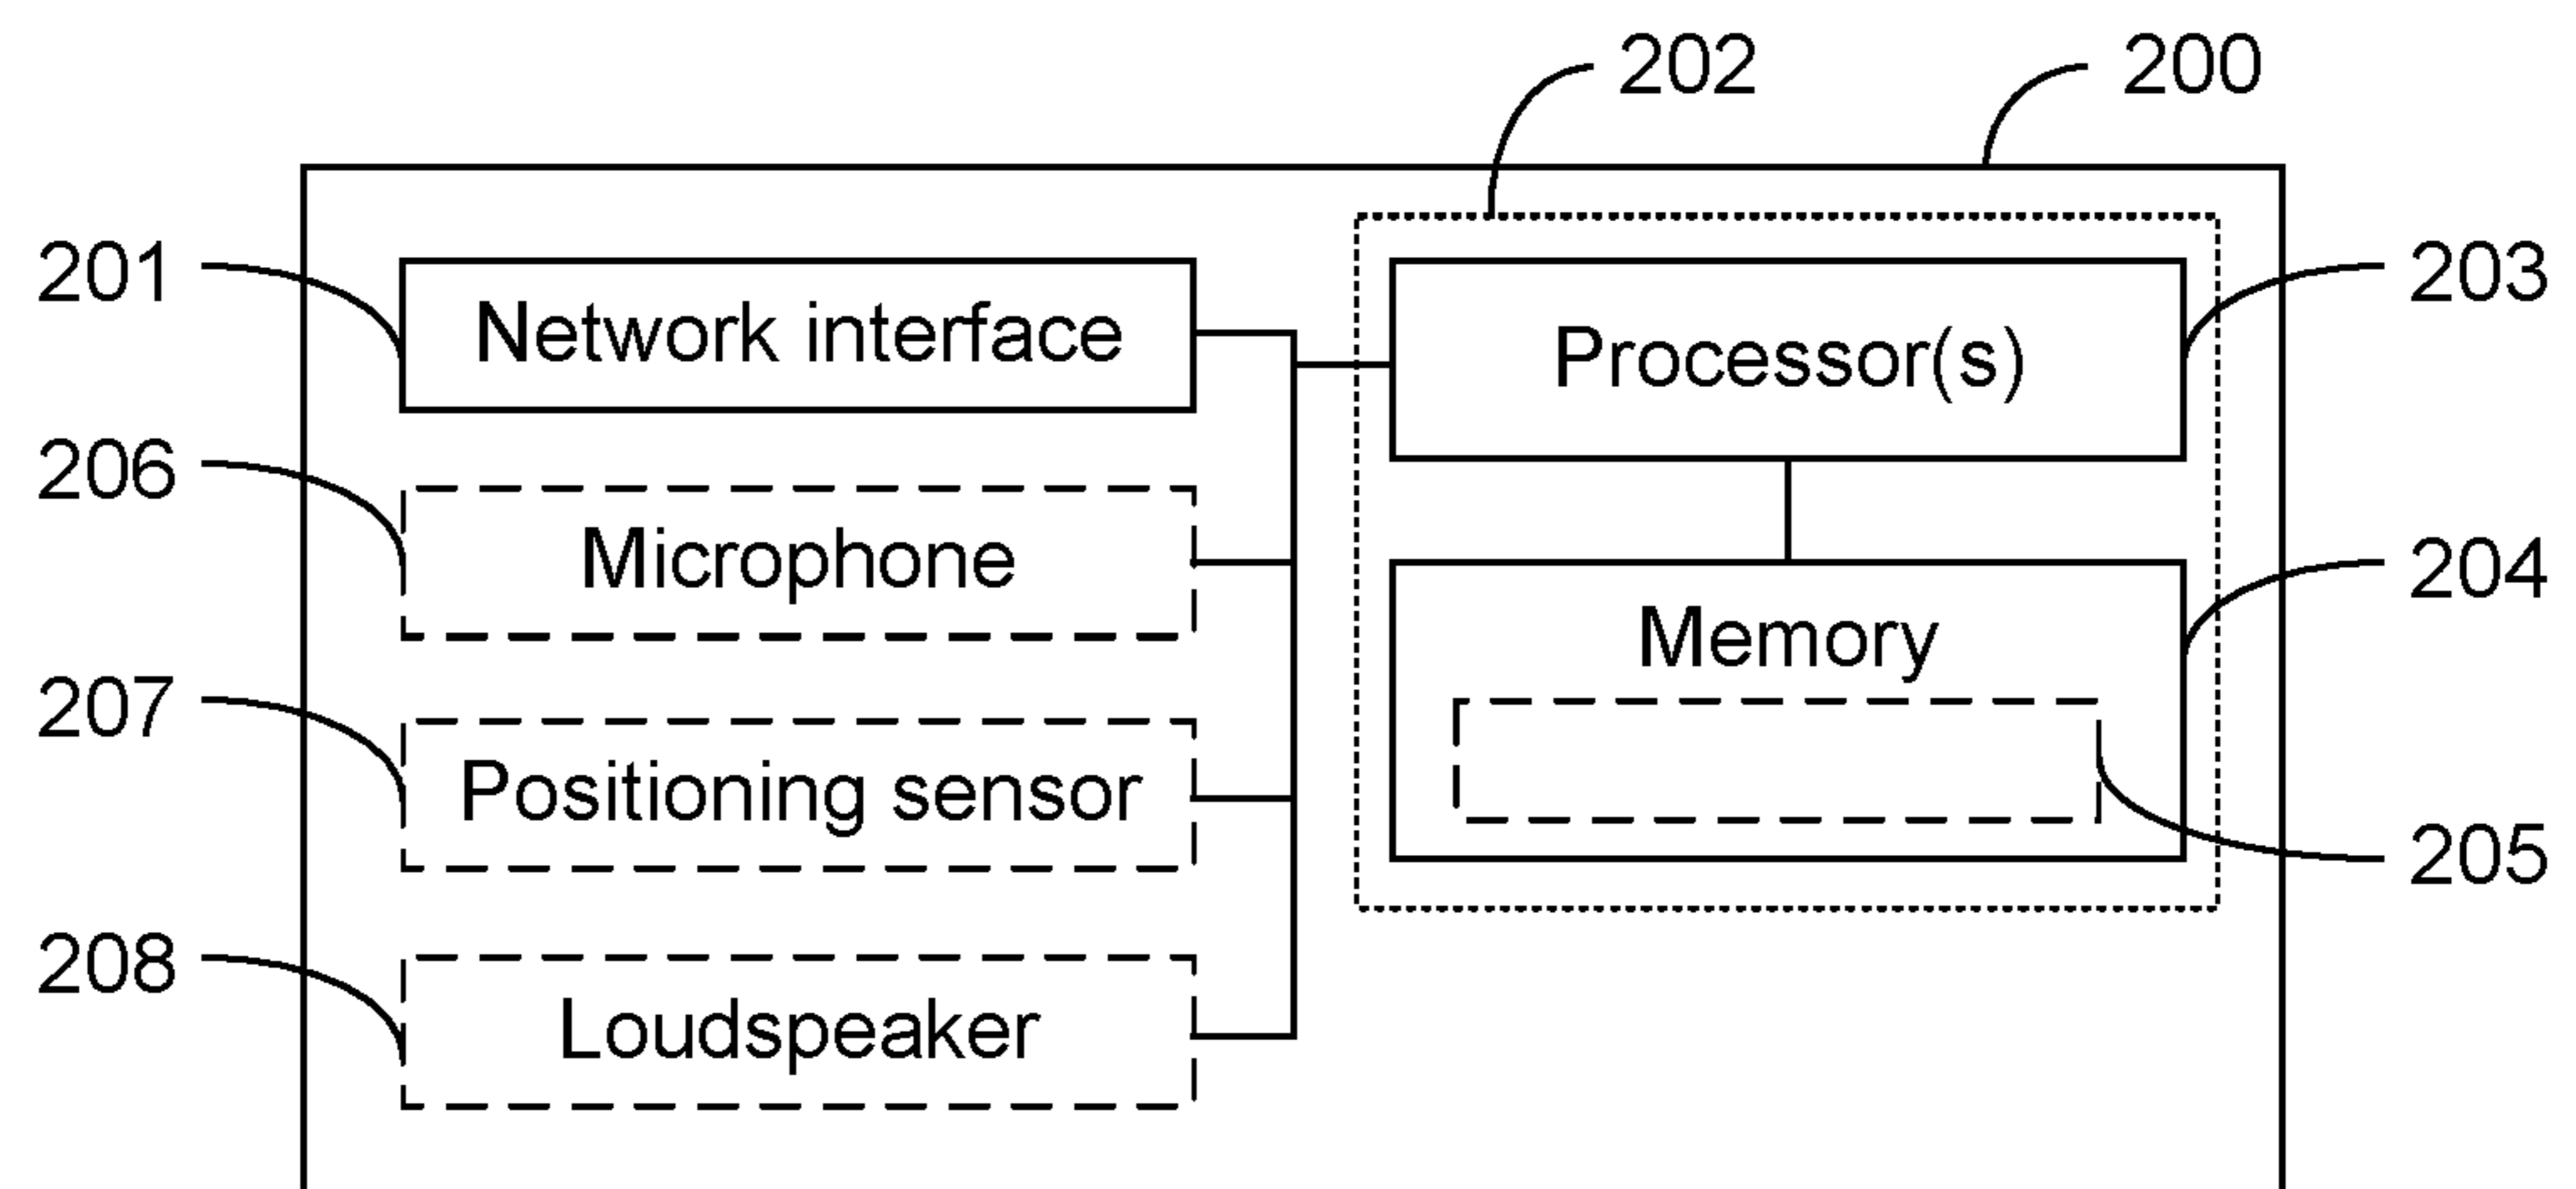 202
200
201
Network interface
Processor(s)
203
206
Microphone
204
Memory
207
Positioning sensor
205
208
Loudspeaker